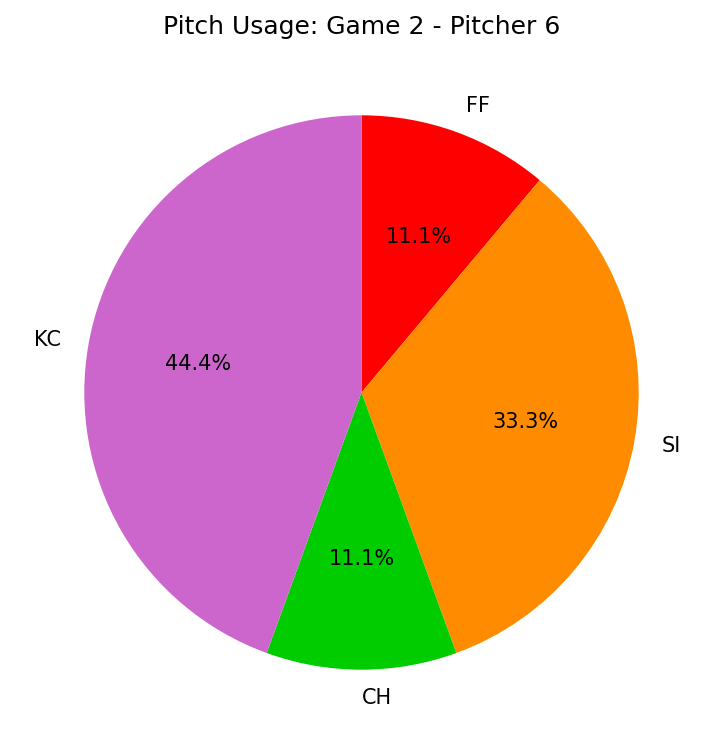 Pitch Usage: Game 2 - Pitcher 6
FF
11.1%
KC
44.4%
33.3%
SI
11.1%
CH